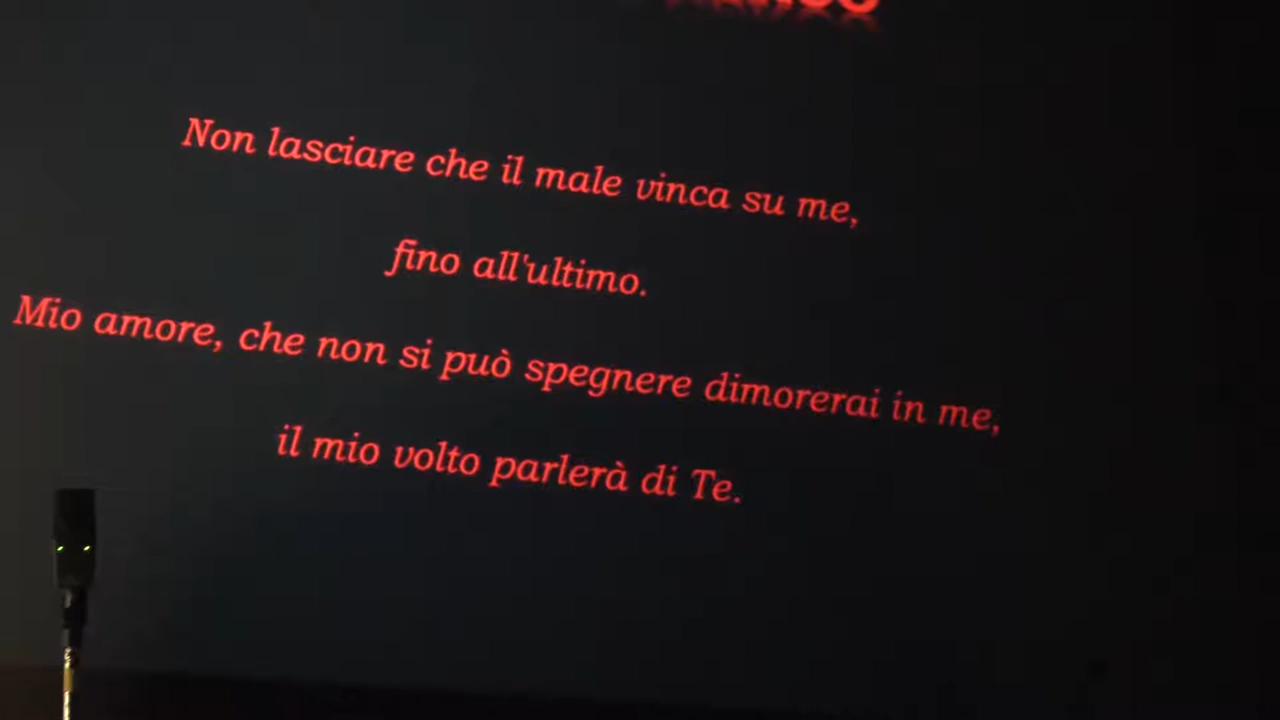 Non lasciare che il male vinca su me,
fino all'ultimo.
Mio amore, che non si può spegnere dimorerai in me,
il mio volto parlerà di Te.